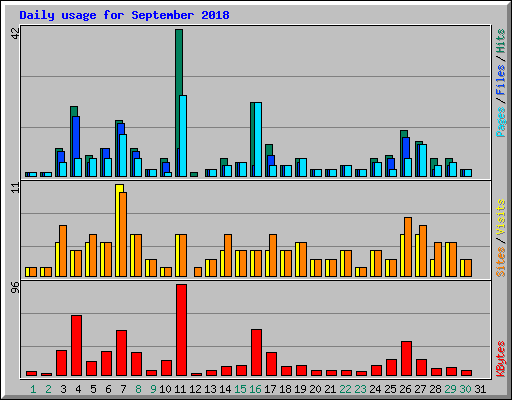 Daily usage for September 2018
42
Pages / Files / Hits
11
Sites / Visits
96
KBytes
1 2 3 4 5 6 7 8 9 10 11 12 13 14 15 16 17 18 19 20 21 22 23 24 25 26 27 28 29 30 31